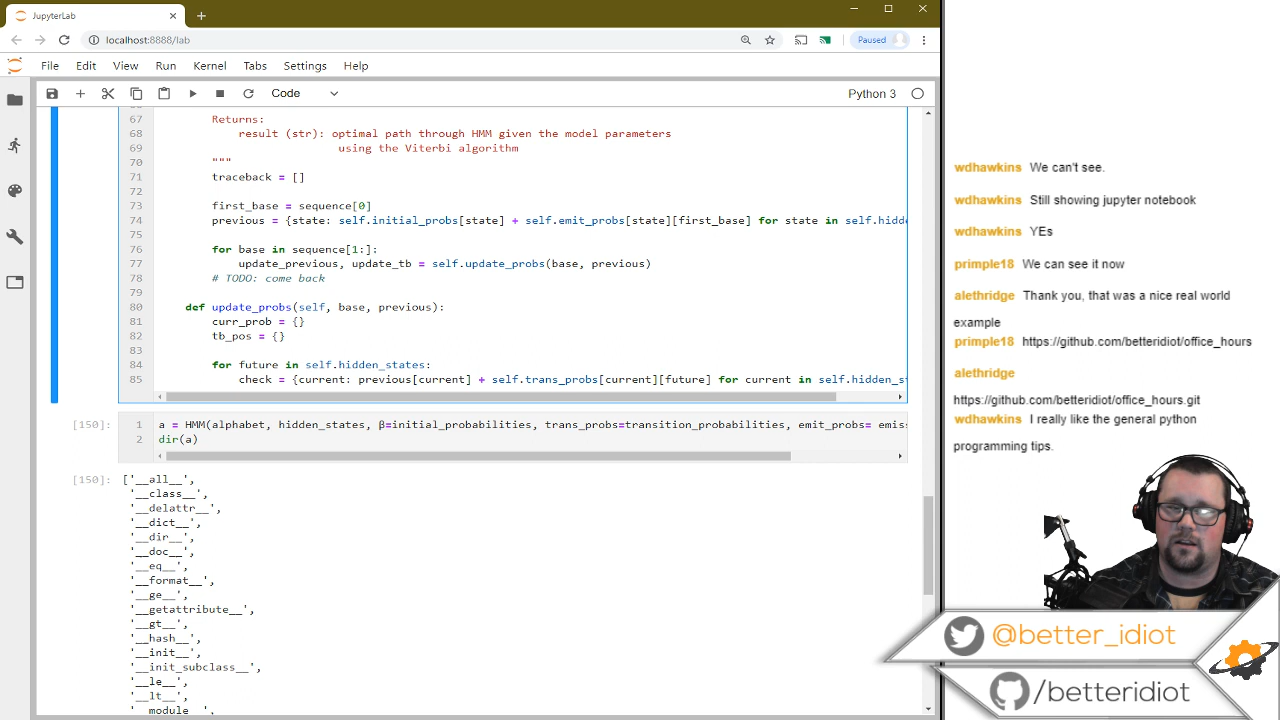 JupyterLab
localhost:8888/lab
Paused
File Edit View Run Kernel Tabs Settings Help
Code
Python 3
67 Returns:
68 result (str): optimal path through HMM given the model parameters
69 using the Viterbi algorithm
70 """
71 traceback = []
72
73 first_base = sequence[0]
74 previous = {state: self.initial_probs[state] + self.emit_probs[state][first_base] for state in self.hidd
75
76 for base in sequence[1:]:
77 update_previous, update_tb = self.update_probs(base, previous)
78 # TODO: come back
79
80 def update_probs(self, base, previous):
81 curr_prob = {}
82 tb_pos = {}
83
84 for future in self.hidden_states:
85 check = {current: previous[current] + self.trans_probs[current][future] for current in self.hidden_st
[150]: 1 a = HMM(alphabet, hidden_states, β=initial_probabilities, trans_probs=transition_probabilities, emit_probs= emiss
2 dir(a)
[150]: ['__all__',
'__class__',
'__delattr__',
'__dict__',
'__dir__',
'__doc__',
'__eq__',
'__format__',
'__ge__',
'__getattribute__',
'__gt__',
'__hash__',
'__init__',
'__init_subclass__',
'__le__',
'__lt__',
'__module__',
wdhawkins We can't see.
wdhawkins Still showing jupyter notebook
wdhawkins YEs
primple18 We can see it now
alethridge Thank you, that was a nice real world
example
primple18 https://github.com/betteridiot/office_hours
alethridge
https://github.com/betteridiot/office_hours.git
wdhawkins I really like the general python
programming tips.
@better_idiot
/betteridiot